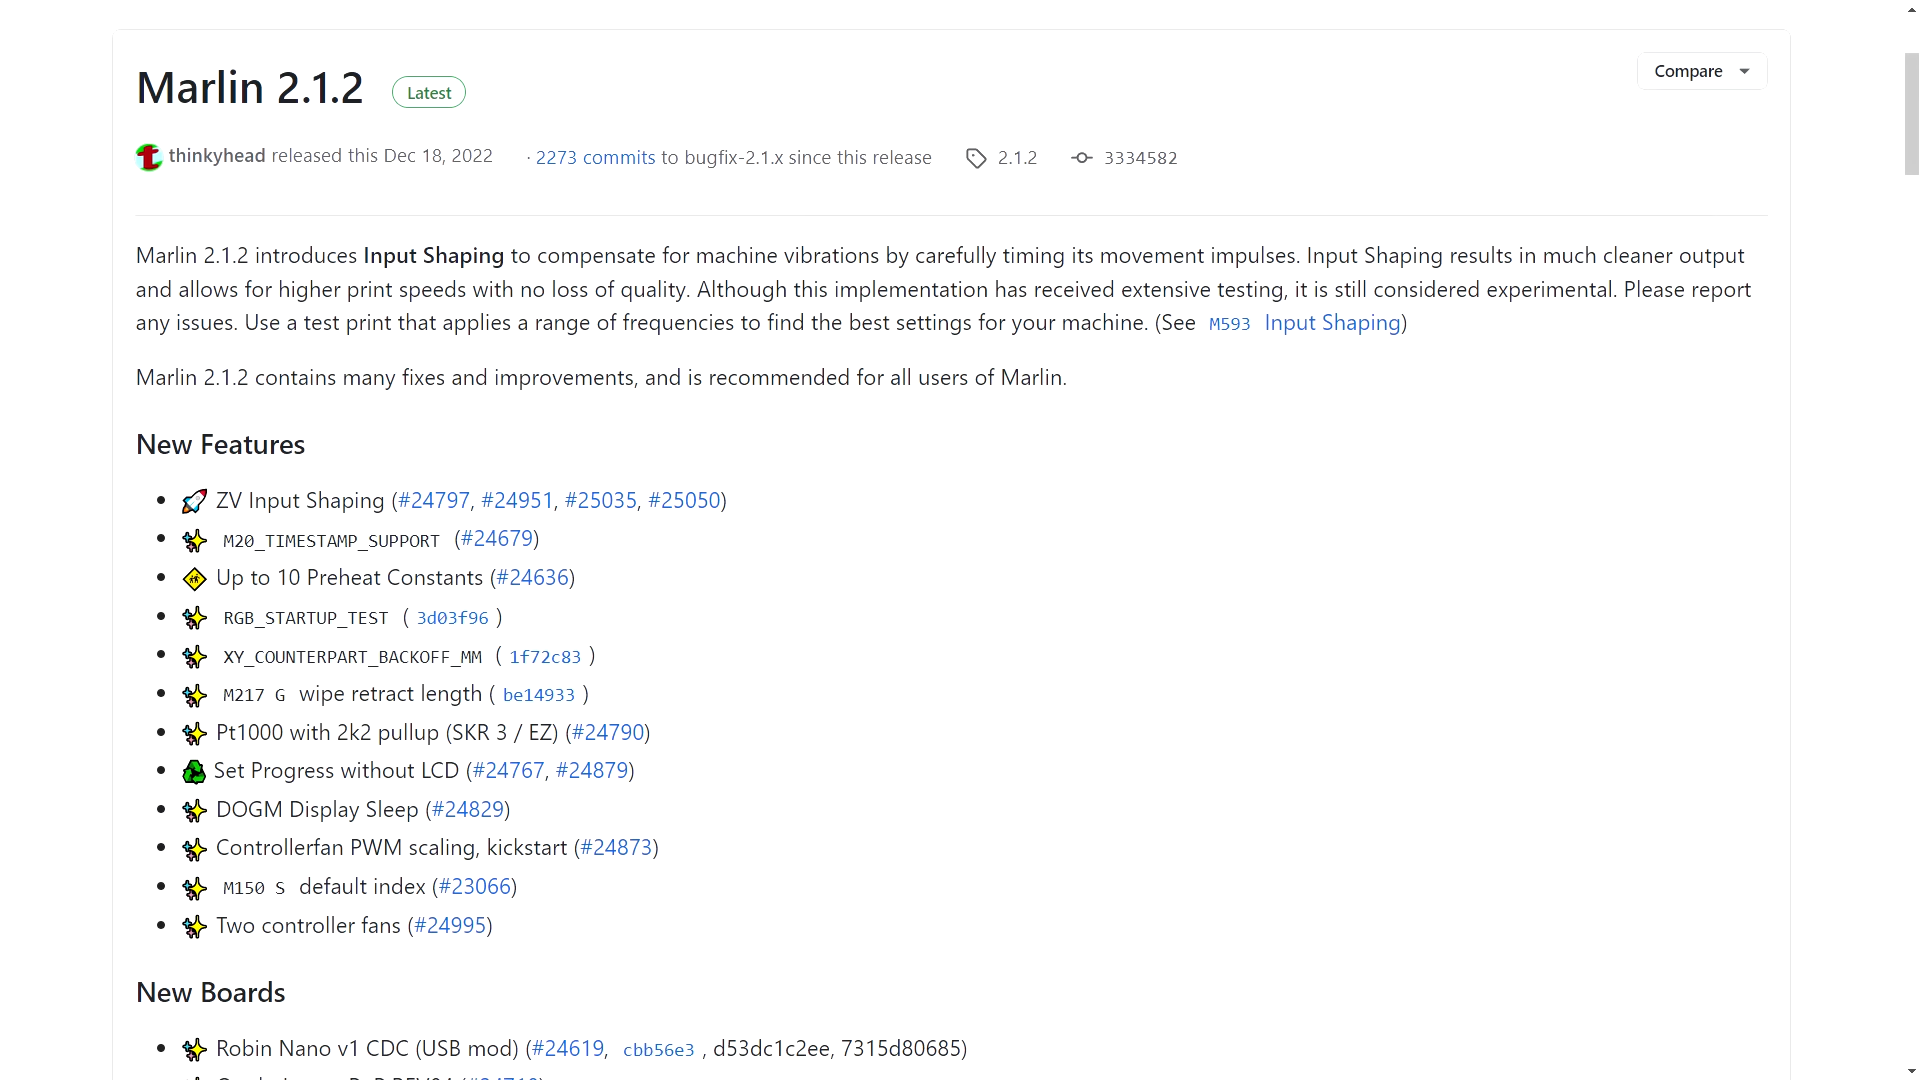 Marlin 2.1.2 Latest Compare
thinkyhead released this Dec 18, 2022 · 2273 commits to bugfix-2.1.x since this release 2.1.2 3334582
Marlin 2.1.2 introduces Input Shaping to compensate for machine vibrations by carefully timing its movement impulses. Input Shaping results in much cleaner output
and allows for higher print speeds with no loss of quality. Although this implementation has received extensive testing, it is still considered experimental. Please report
any issues. Use a test print that applies a range of frequencies to find the best settings for your machine. (See M593 Input Shaping)
Marlin 2.1.2 contains many fixes and improvements, and is recommended for all users of Marlin.
New Features
• 🚀 ZV Input Shaping (#24797, #24951, #25035, #25050)
• ✨ M20_TIMESTAMP_SUPPORT (#24679)
• 🚸 Up to 10 Preheat Constants (#24636)
• ✨ RGB_STARTUP_TEST ( 3d03f96 )
• ✨ XY_COUNTERPART_BACKOFF_MM ( 1f72c83 )
• ✨ M217 G wipe retract length ( be14933 )
• ✨ Pt1000 with 2k2 pullup (SKR 3 / EZ) (#24790)
• ♻️ Set Progress without LCD (#24767, #24879)
• ✨ DOGM Display Sleep (#24829)
• ✨ Controllerfan PWM scaling, kickstart (#24873)
• ✨ M150 S default index (#23066)
• ✨ Two controller fans (#24995)
New Boards
• ✨ Robin Nano v1 CDC (USB mod) (#24619, cbb56e3 , d53dc1c2ee, 7315d80685)